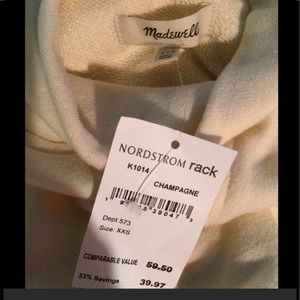 Madewell
NORDSTROM rack
K1014
CHAMPAGNE
Dept 573
Size: XXS
COMPARABLE VALUE 59.50
33% Savings 39.97